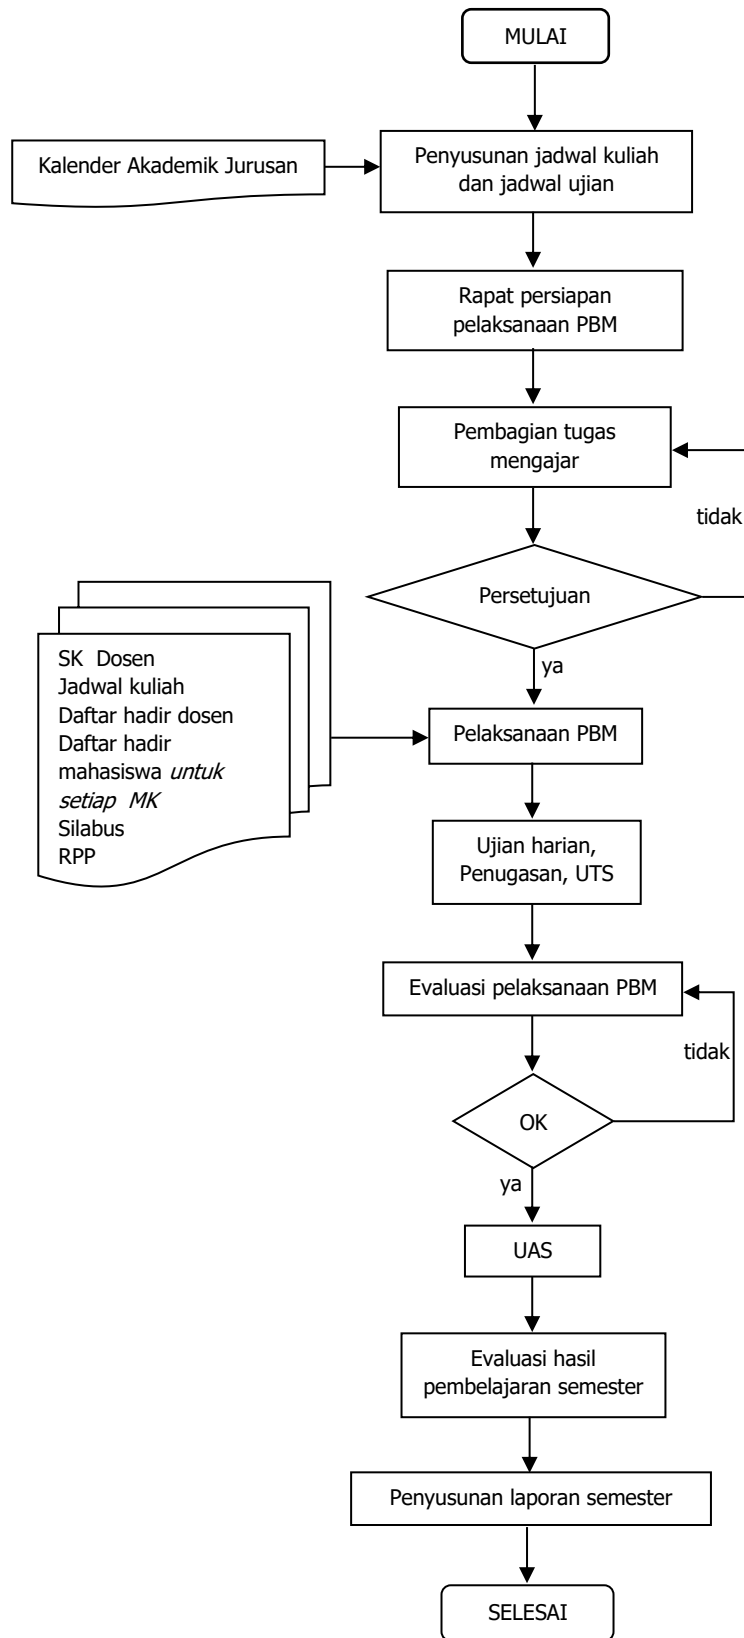 MULAI
Kalender Akademik Jurusan
Penyusunan jadwal kuliah
dan jadwal ujian
Rapat persiapan
pelaksanaan PBM
Pembagian tugas
mengajar
tidak
Persetujuan
ya
SK  Dosen
Jadwal kuliah
Daftar hadir dosen
Daftar hadir
mahasiswa untuk
setiap  MK
Silabus
RPP
Pelaksanaan PBM
Ujian harian,
Penugasan, UTS
Evaluasi pelaksanaan PBM
tidak
OK
ya
UAS
Evaluasi hasil
pembelajaran semester
Penyusunan laporan semester
SELESAI